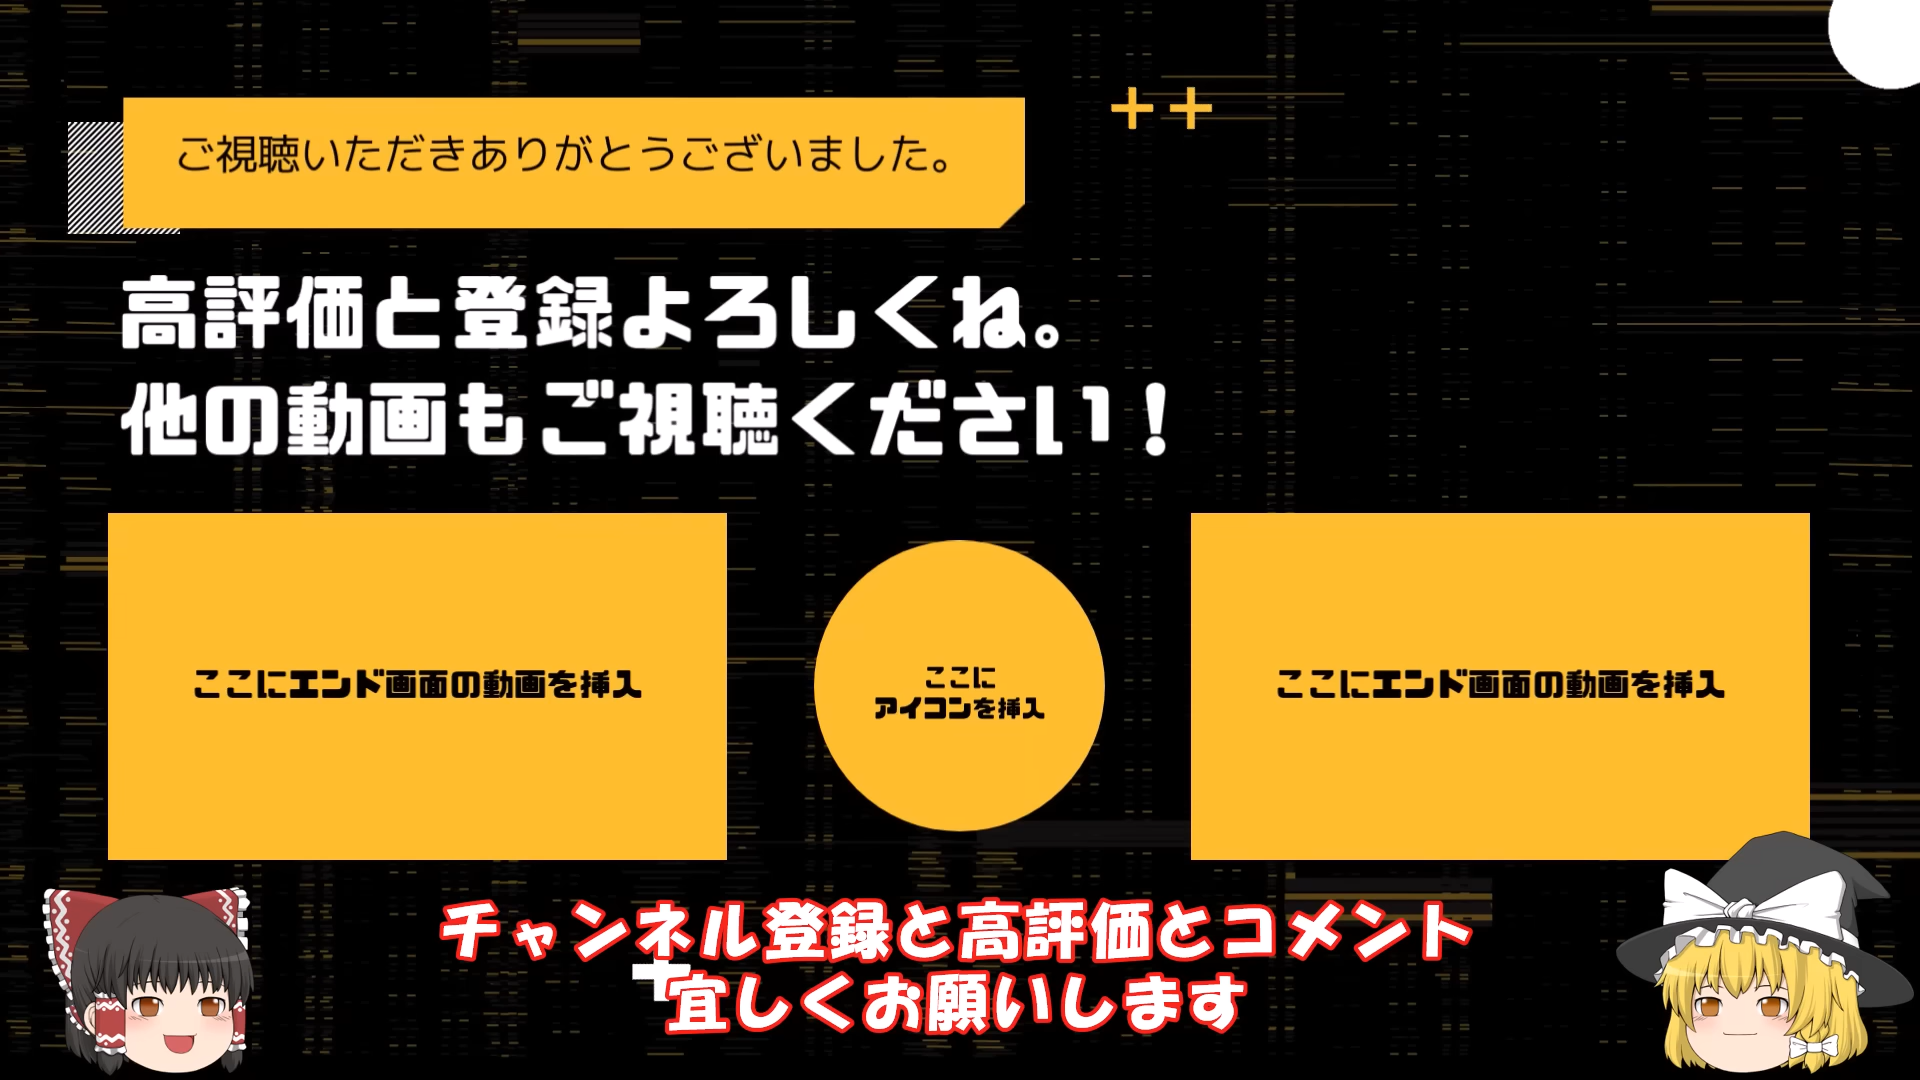 ご視聴いただきありがとうございました。
高評価と登録よろしくね。
他の動画もご視聴ください！
ここにエンド画面の動画を挿入
ここに
アイコンを挿入
ここにエンド画面の動画を挿入
チャンネル登録と高評価とコメント
宜しくお願いします